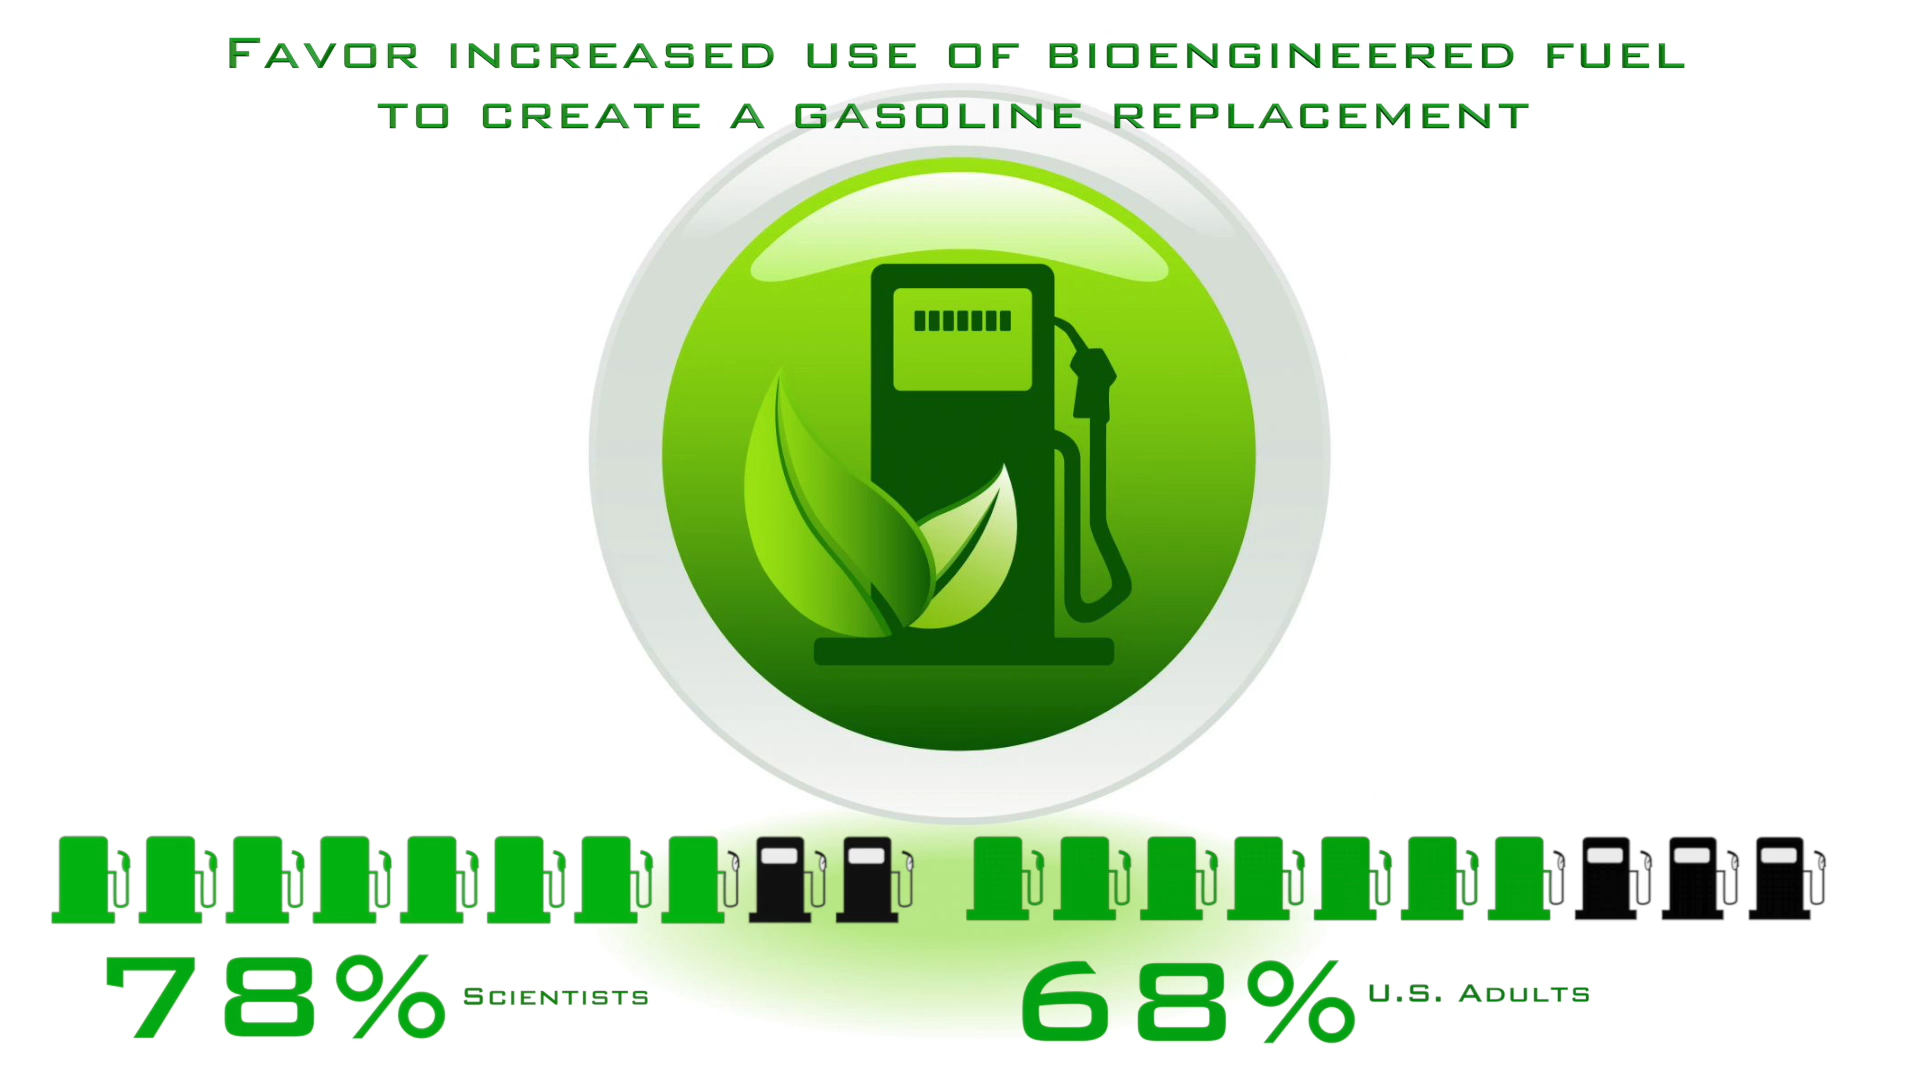 Favor increased use of bioengineered fuel
to create a gasoline replacement
78% Scientists
68% U.S. Adults